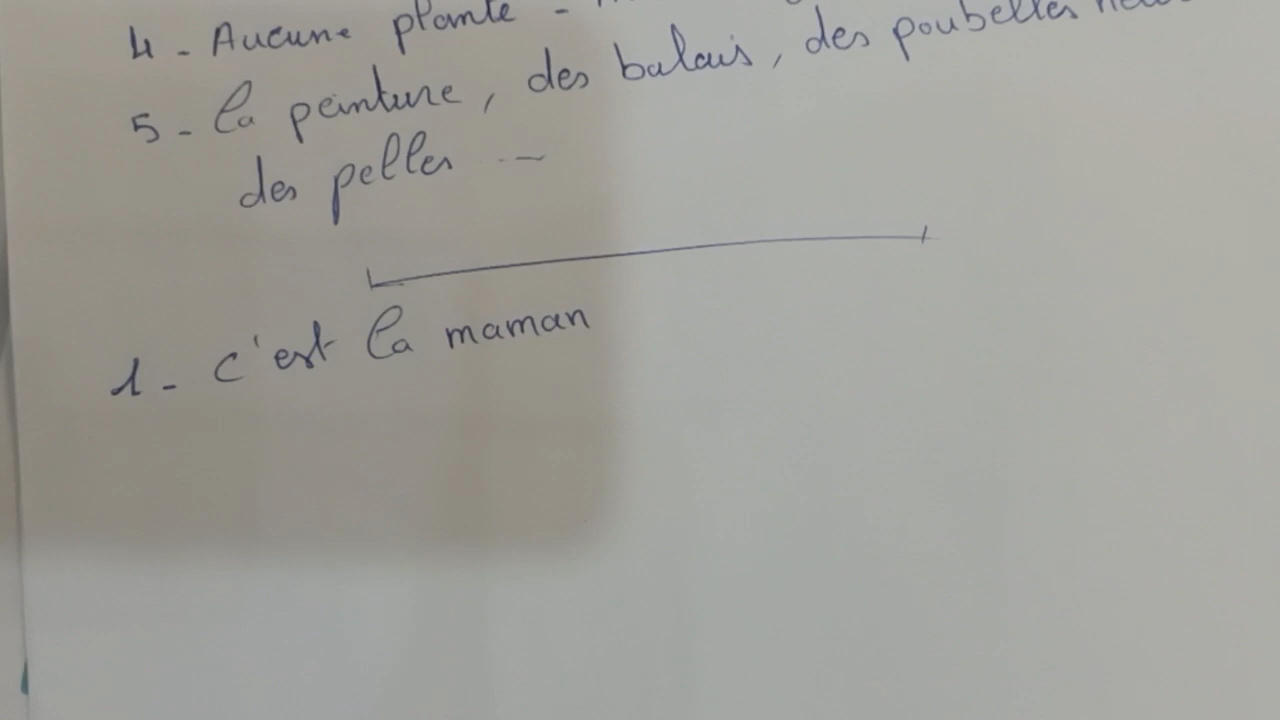 4 - Aucune plante -
5 - la peinture, des balais, des poubelles
des pelles ...
1 - c'est la maman